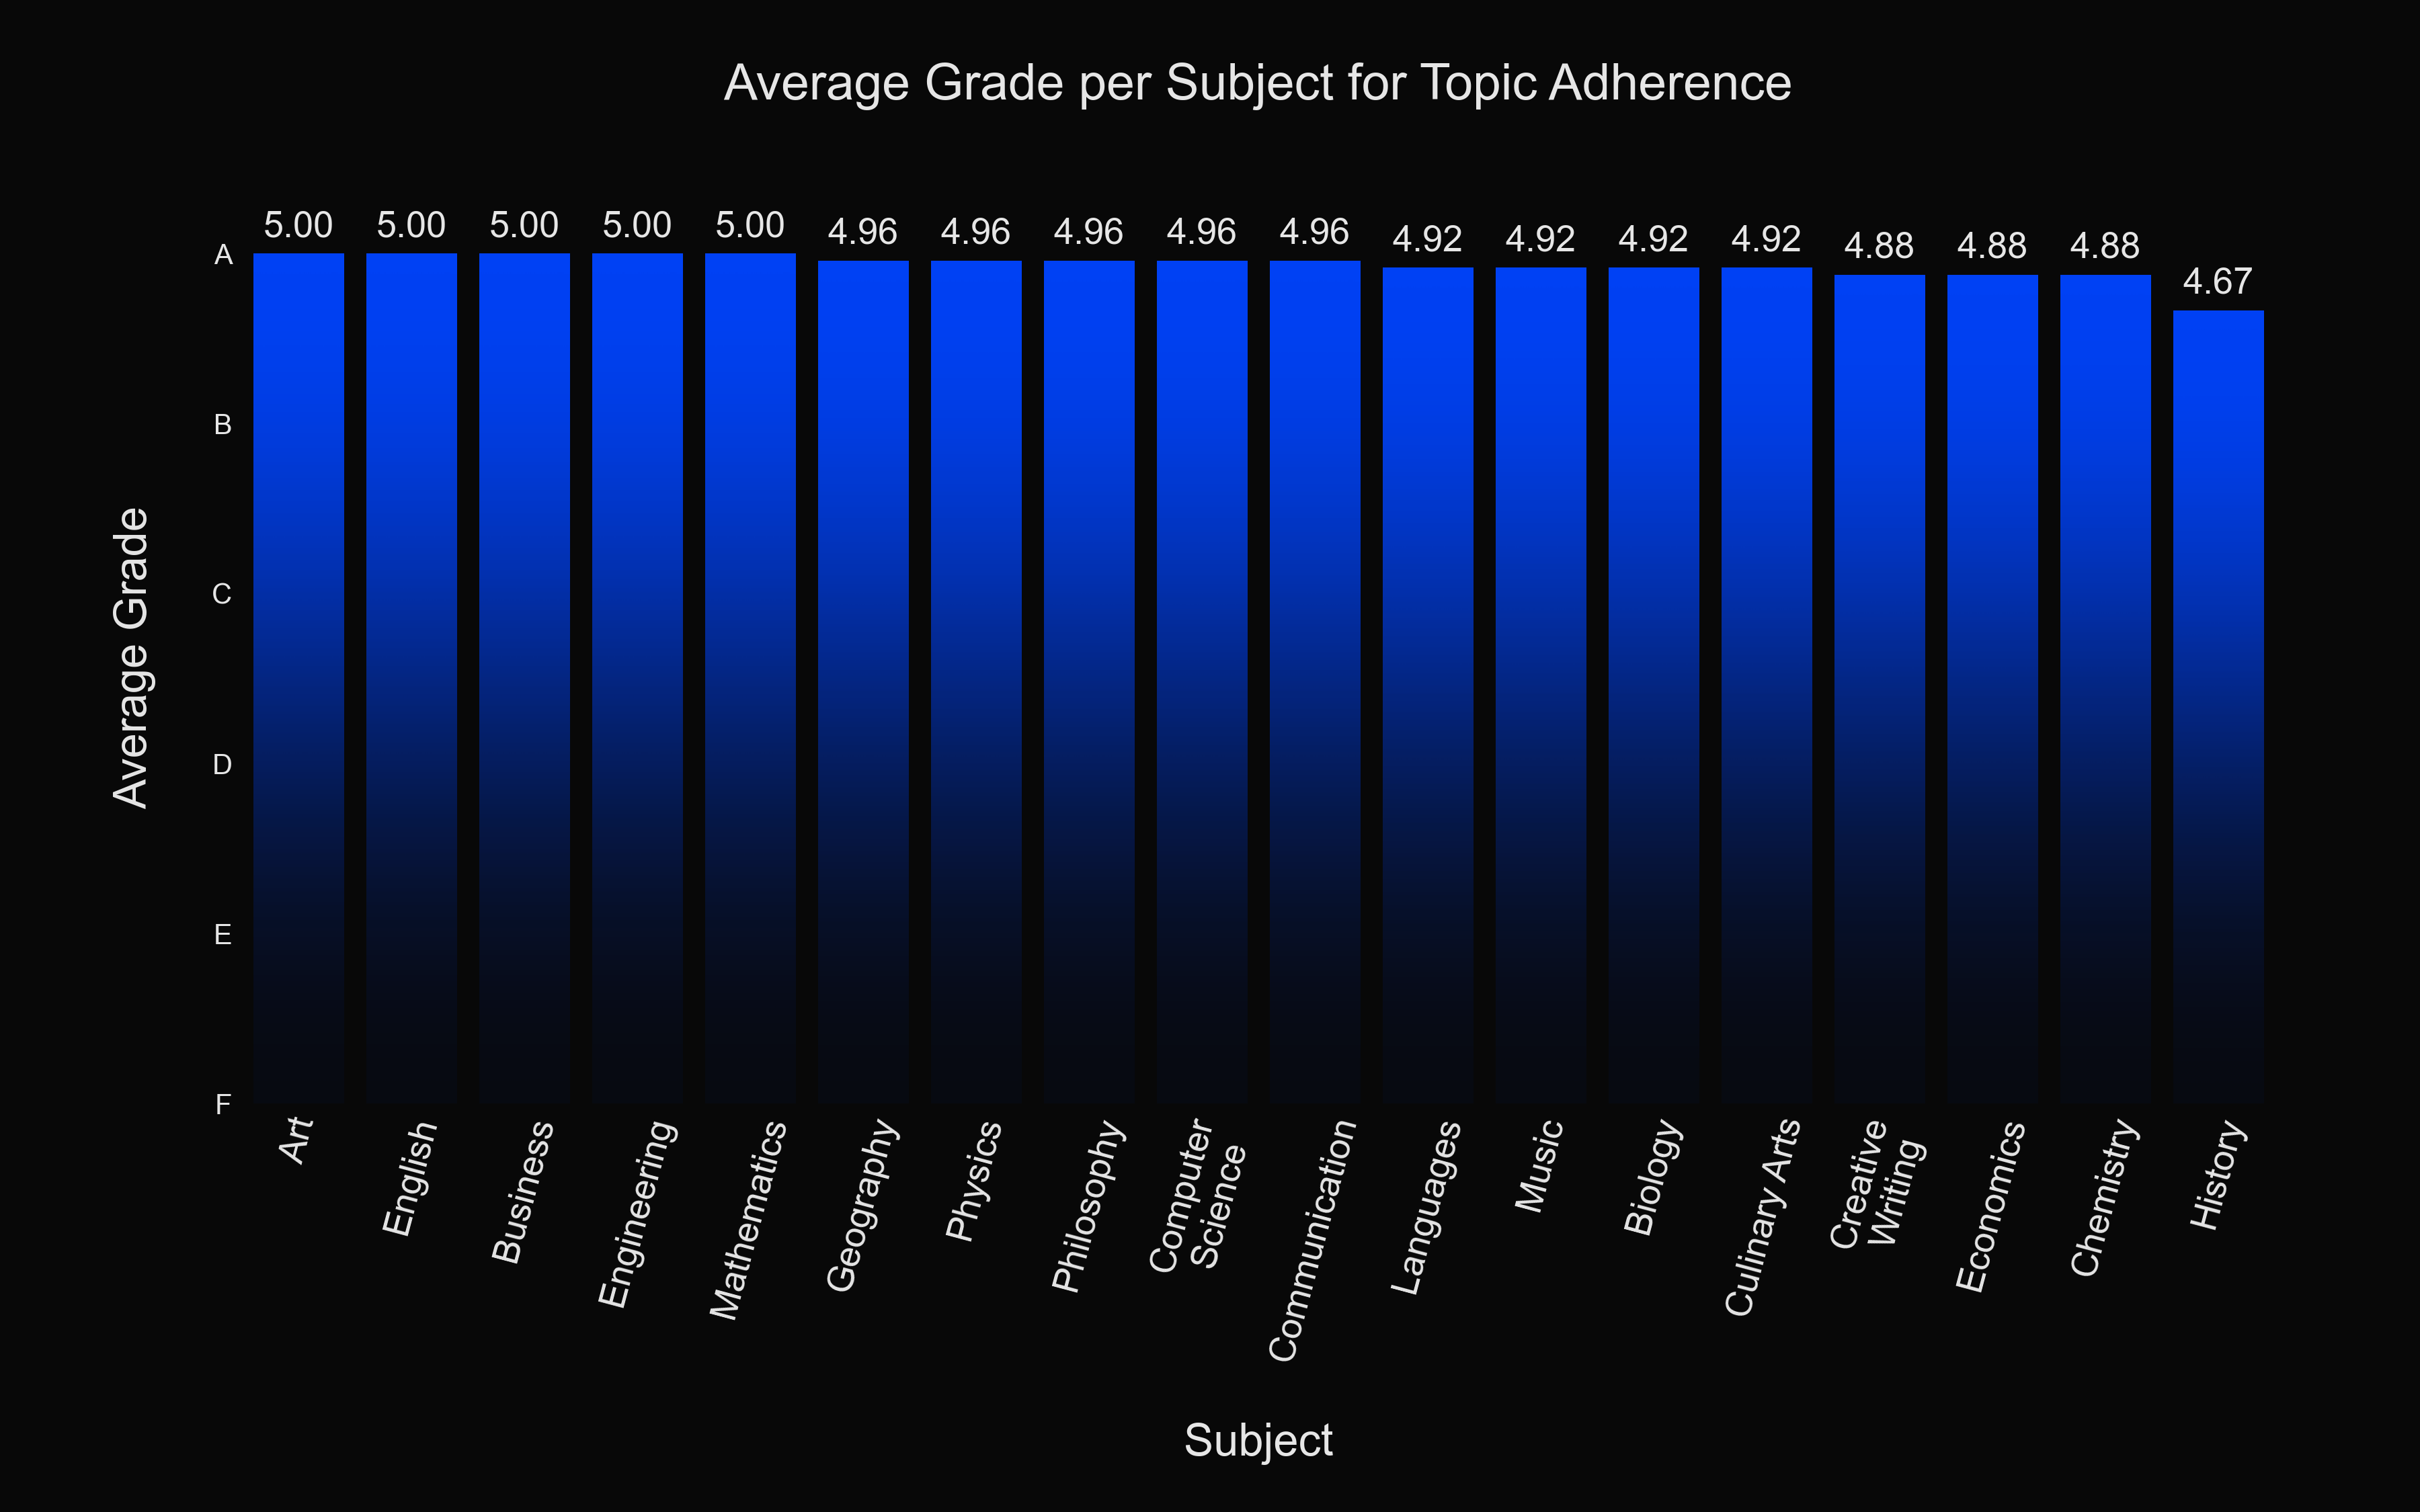 Average Grade per Subject for Topic Adherence
5.00 5.00 5.00 5.00 5.00 4.96 4.96 4.96 4.96 4.96 4.92 4.92 4.92 4.92 4.88 4.88 4.88 4.67
A
B
C
D
E
F
Average Grade
Art
English
Business
Engineering
Mathematics
Geography
Physics
Philosophy
Computer
Science
Communication
Languages
Music
Biology
Culinary Arts
Creative
Writing
Economics
Chemistry
History
Subject